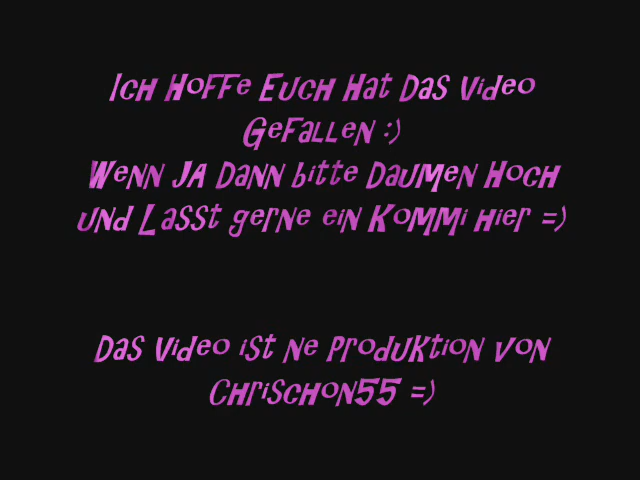 Ich Hoffe Euch Hat Das Video
Gefallen :)
Wenn JA Dann bitte Daumen Hoch
und Lasst gerne ein Kommi hier =)
Das Video ist Ne Produktion von
Chrischon55 =)